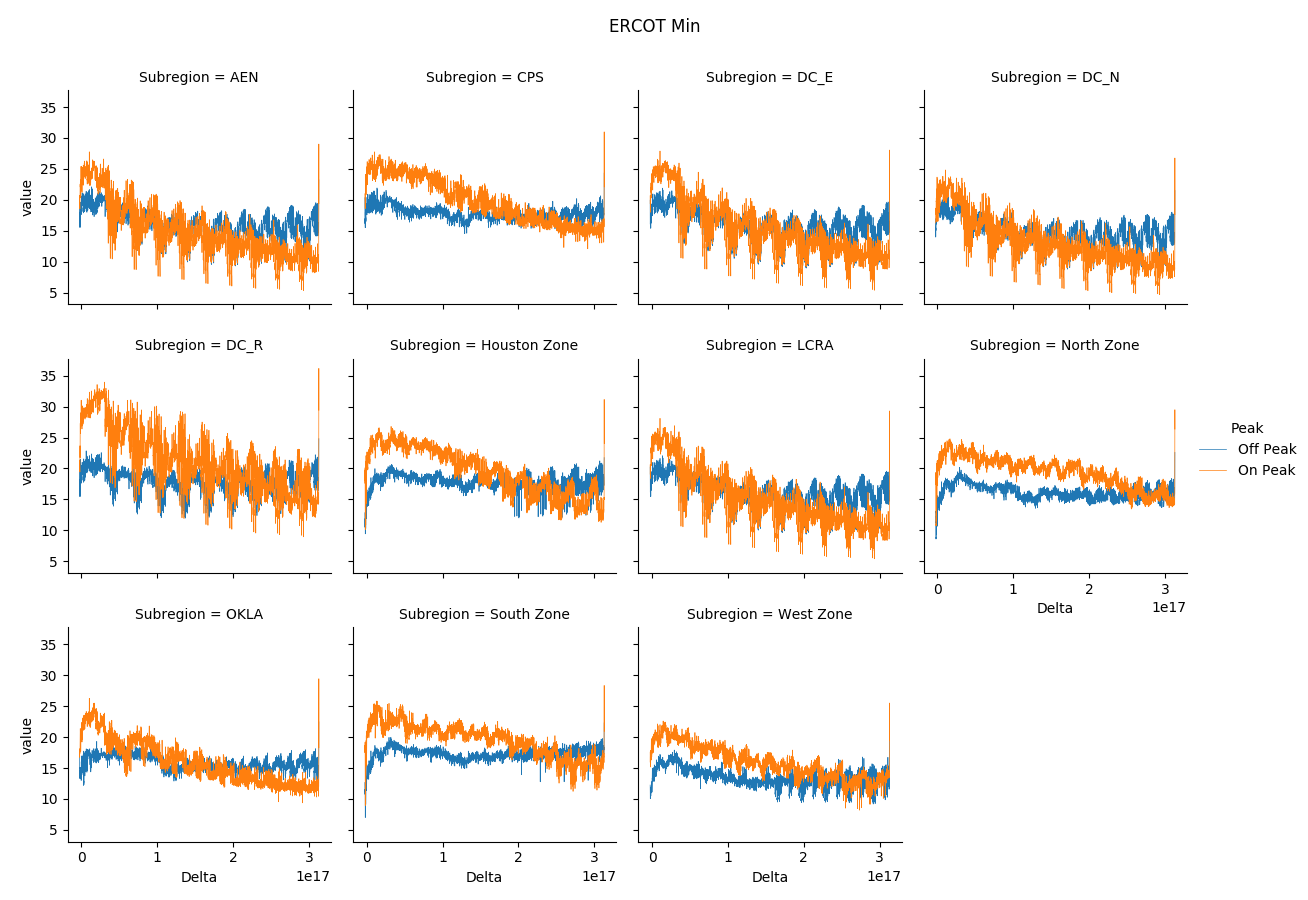 ERCOT Min
Subregion = AEN
Subregion = CPS
Subregion = DC_E
Subregion = DC_N
35
30
25
20
15
10
5
value
Subregion = DC_R
Subregion = Houston Zone
Subregion = LCRA
Subregion = North Zone
35
30
25
20
15
10
5
value
0 1 2 3
1e17
Delta
Peak
Off Peak
On Peak
Subregion = OKLA
Subregion = South Zone
Subregion = West Zone
35
30
25
20
15
10
5
value
0 1 2 3
1e17
Delta
0 1 2 3
1e17
Delta
0 1 2 3
1e17
Delta